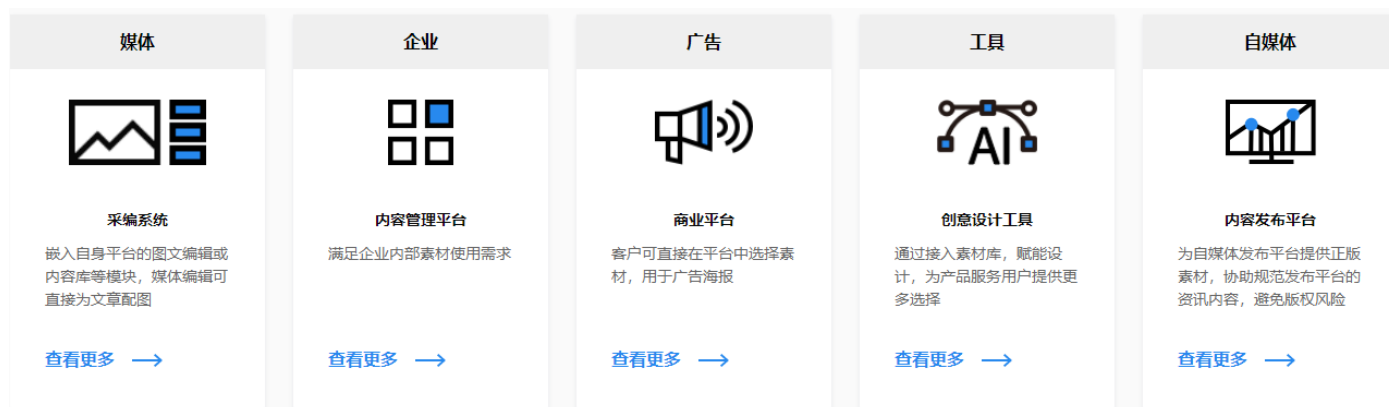 媒体
企业
广告
工具
自媒体
AI
采编系统
嵌入自身平台的图文编辑或
内容库等模块，媒体编辑可
直接为文章配图
查看更多
内容管理平台
满足企业内部素材使用需求
查看更多
商业平台
客户可直接在平台中选择素
材，用于广告海报
查看更多
创意设计工具
通过接入素材库，赋能设
计，为产品服务用户提供更
多选择
查看更多
内容发布平台
为自媒体发布平台提供正版
素材，协助规范发布平台的
资讯内容，避免版权风险
查看更多